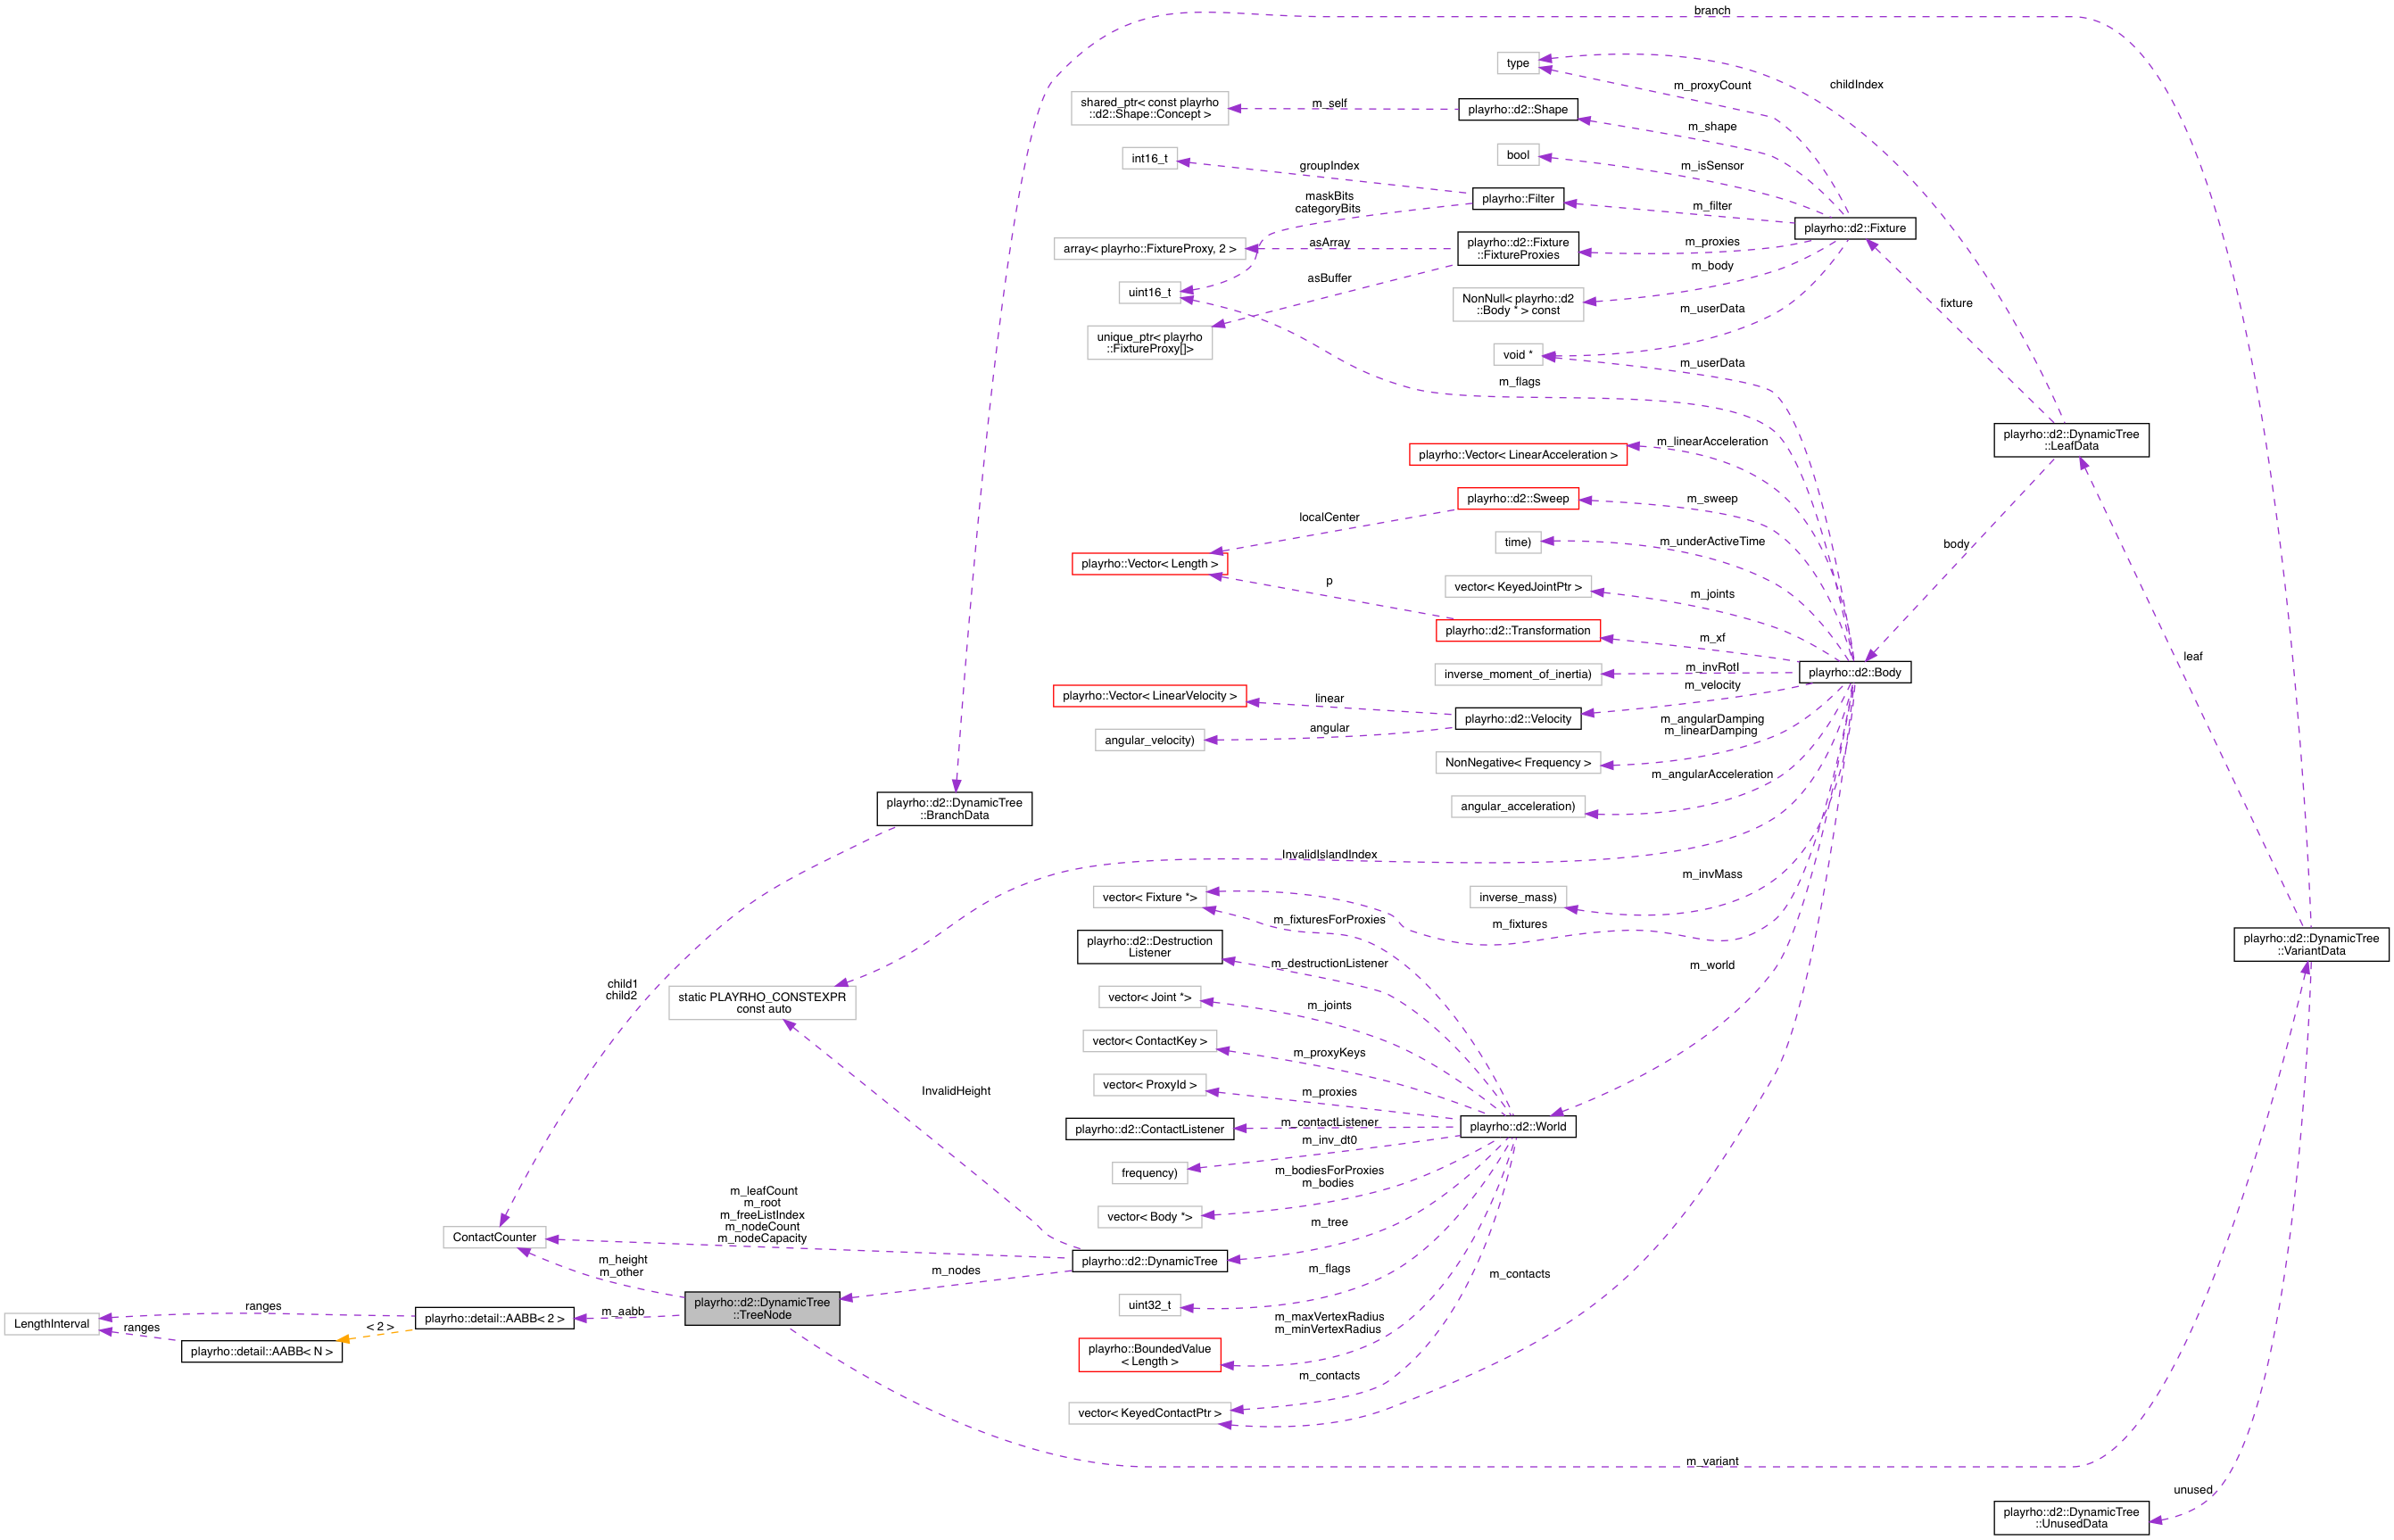 branch
type
m_proxyCount
childIndex
shared_ptr< const playrho
::d2::Shape::Concept >
m_self
playrho::d2::Shape
m_shape
int16_t
groupIndex
bool
m_isSensor
maskBits
categoryBits
playrho::Filter
m_filter
playrho::d2::Fixture
array< playrho::FixtureProxy, 2 >
asArray
playrho::d2::Fixture
::FixtureProxies
m_proxies
m_body
uint16_t
asBuffer
NonNull< playrho::d2
::Body * > const
m_userData
fixture
unique_ptr< playrho
::FixtureProxy[]>
void *
m_userData
m_flags
m_linearAcceleration
playrho::Vector< LinearAcceleration >
playrho::d2::DynamicTree
::LeafData
playrho::d2::Sweep
m_sweep
localCenter
time)
m_underActiveTime
body
playrho::Vector< Length >
p
vector< KeyedJointPtr >
m_joints
playrho::d2::Transformation
m_xf
leaf
inverse_moment_of_inertia)
m_invRotI
playrho::d2::Body
m_velocity
playrho::Vector< LinearVelocity >
linear
playrho::d2::Velocity
angular
angular_velocity)
m_angularDamping
m_linearDamping
NonNegative< Frequency >
m_angularAcceleration
angular_acceleration)
playrho::d2::DynamicTree
::BranchData
InvalidIslandIndex
m_invMass
inverse_mass)
vector< Fixture *>
m_fixturesForProxies
m_fixtures
playrho::d2::Destruction
Listener
m_destructionListener
m_world
playrho::d2::DynamicTree
::VariantData
child1
child2
static PLAYRHO_CONSTEXPR
const auto
vector< Joint *>
m_joints
vector< ContactKey >
m_proxyKeys
vector< ProxyId >
m_proxies
InvalidHeight
playrho::d2::ContactListener
m_contactListener
playrho::d2::World
m_inv_dt0
frequency)
m_bodiesForProxies
m_bodies
m_leafCount
m_root
m_freeListIndex
m_nodeCount
m_nodeCapacity
vector< Body *>
m_tree
ContactCounter
m_height
m_other
playrho::d2::DynamicTree
m_nodes
m_flags
m_contacts
playrho::d2::DynamicTree
::TreeNode
uint32_t
ranges
m_aabb
LengthInterval
playrho::detail::AABB< 2 >
ranges
< 2 >
m_maxVertexRadius
m_minVertexRadius
playrho::detail::AABB< N >
playrho::BoundedValue
< Length >
m_contacts
vector< KeyedContactPtr >
m_variant
unused
playrho::d2::DynamicTree
::UnusedData